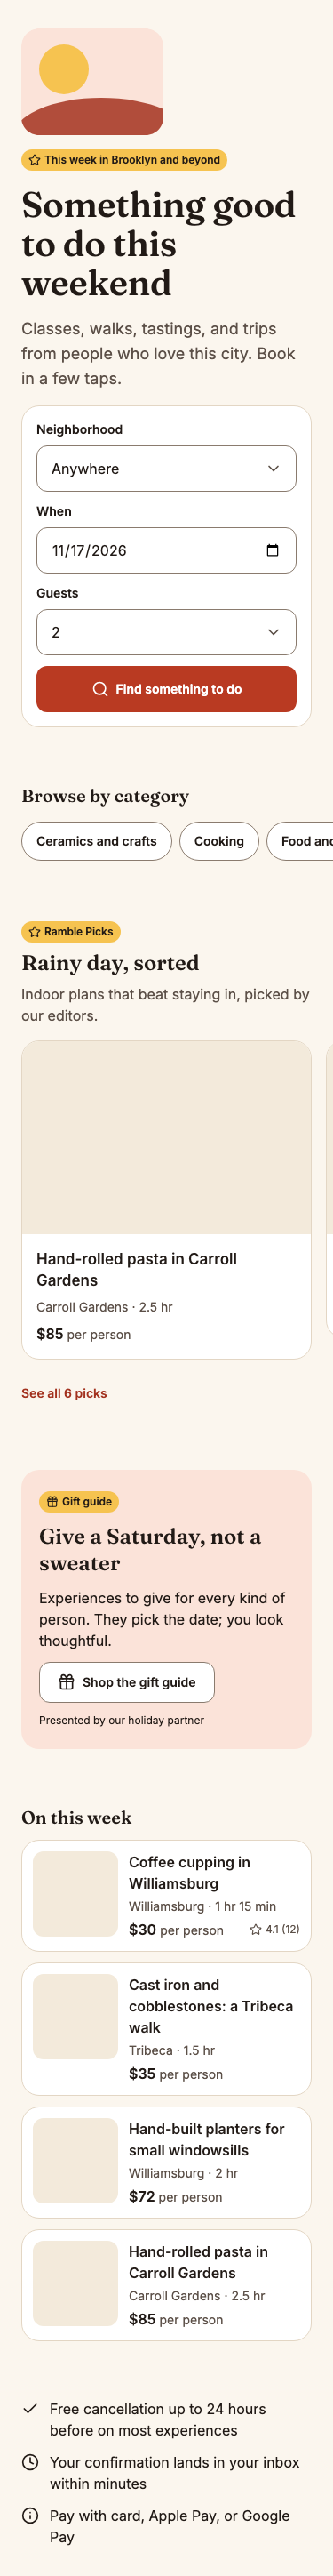 This week in Brooklyn and beyond
Something good
to do this
weekend
Classes, walks, tastings, and trips
from people who love this city. Book
in a few taps.
Neighborhood
Anywhere
When
11/17/2026
Guests
2
Find something to do
Browse by category
Ceramics and crafts
Cooking
Food and
Ramble Picks
Rainy day, sorted
Indoor plans that beat staying in, picked by
our editors.
Hand-rolled pasta in Carroll
Gardens
Carroll Gardens · 2.5 hr
$85 per person
See all 6 picks
Gift guide
Give a Saturday, not a
sweater
Experiences to give for every kind of
person. They pick the date; you look
thoughtful.
Shop the gift guide
Presented by our holiday partner
On this week
Coffee cupping in
Williamsburg
Williamsburg · 1 hr 15 min
$30 per person 4.1 (12)
Cast iron and
cobblestones: a Tribeca
walk
Tribeca · 1.5 hr
$35 per person
Hand-built planters for
small windowsills
Williamsburg · 2 hr
$72 per person
Hand-rolled pasta in
Carroll Gardens
Carroll Gardens · 2.5 hr
$85 per person
Free cancellation up to 24 hours
before on most experiences
Your confirmation lands in your inbox
within minutes
Pay with card, Apple Pay, or Google
Pay